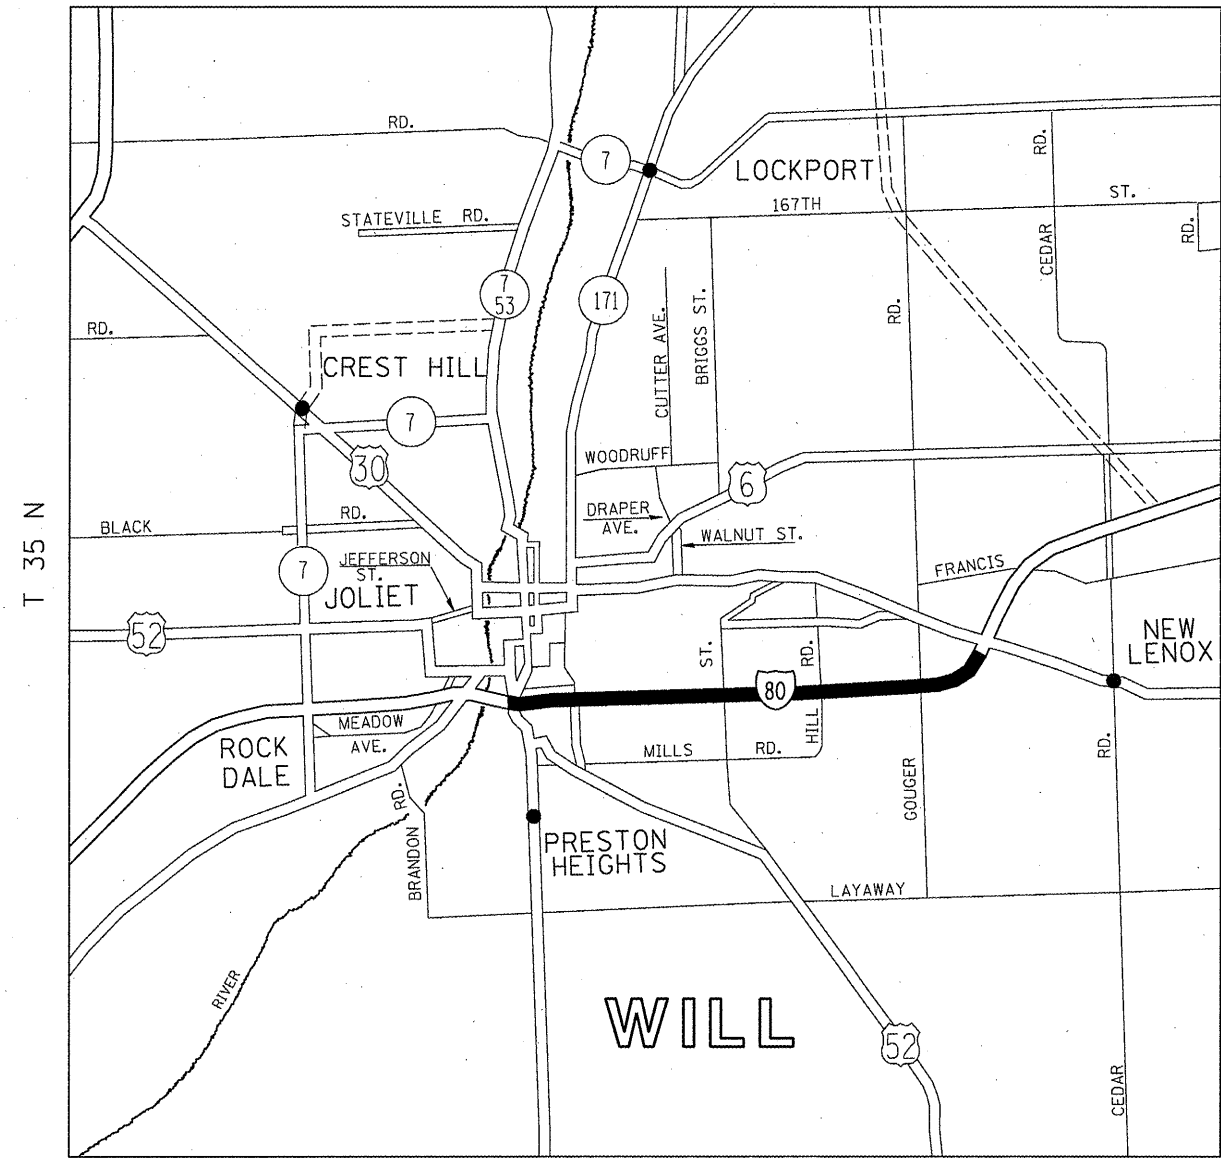 RD.
7
LOCKPORT
RD.
ST.
167TH
STATEVILLE RD.
CEDAR
RD.
7
53
171
RD.
RD.
CUTTER AVE.
BRIGGS ST.
CREST HILL
7
30
WOODRUFF
6
DRAPER
AVE.
WALNUT ST.
BLACK
RD.
T 35 N
JEFFERSON
ST.
7
JOLIET
FRANCIS
52
ST.
RD.
NEW
LENOX
80
HILL
MEADOW
AVE.
ROCK
DALE
MILLS RD.
RD.
GOUGER
RD.
BRANDON
PRESTON
HEIGHTS
LAYAWAY
RIVER
WILL
52
CEDAR